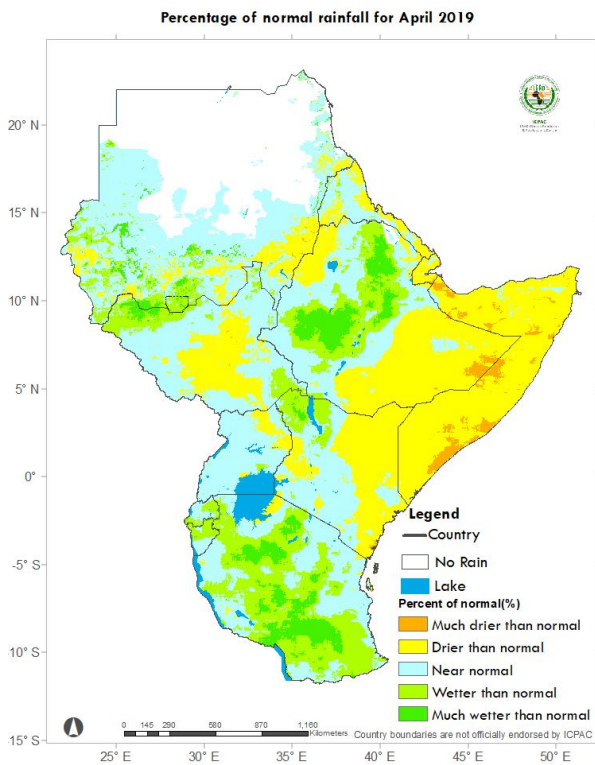 Percentage of normal rainfall for April 2019
IGAD
ICPAC
20° N
15° N
10° N
5° N
0°
5° S
10° S
15° S
Legend
Country
No Rain
Lake
Percent of normal(%)
Much drier than normal
Drier than normal
Near normal
Wetter than normal
Much wetter than normal
0 145 290 580 870 1,160
Kilometers
Country boundaries are not officially endorsed by ICPAC
25° E 30° E 35° E 40° E 45° E 50° E